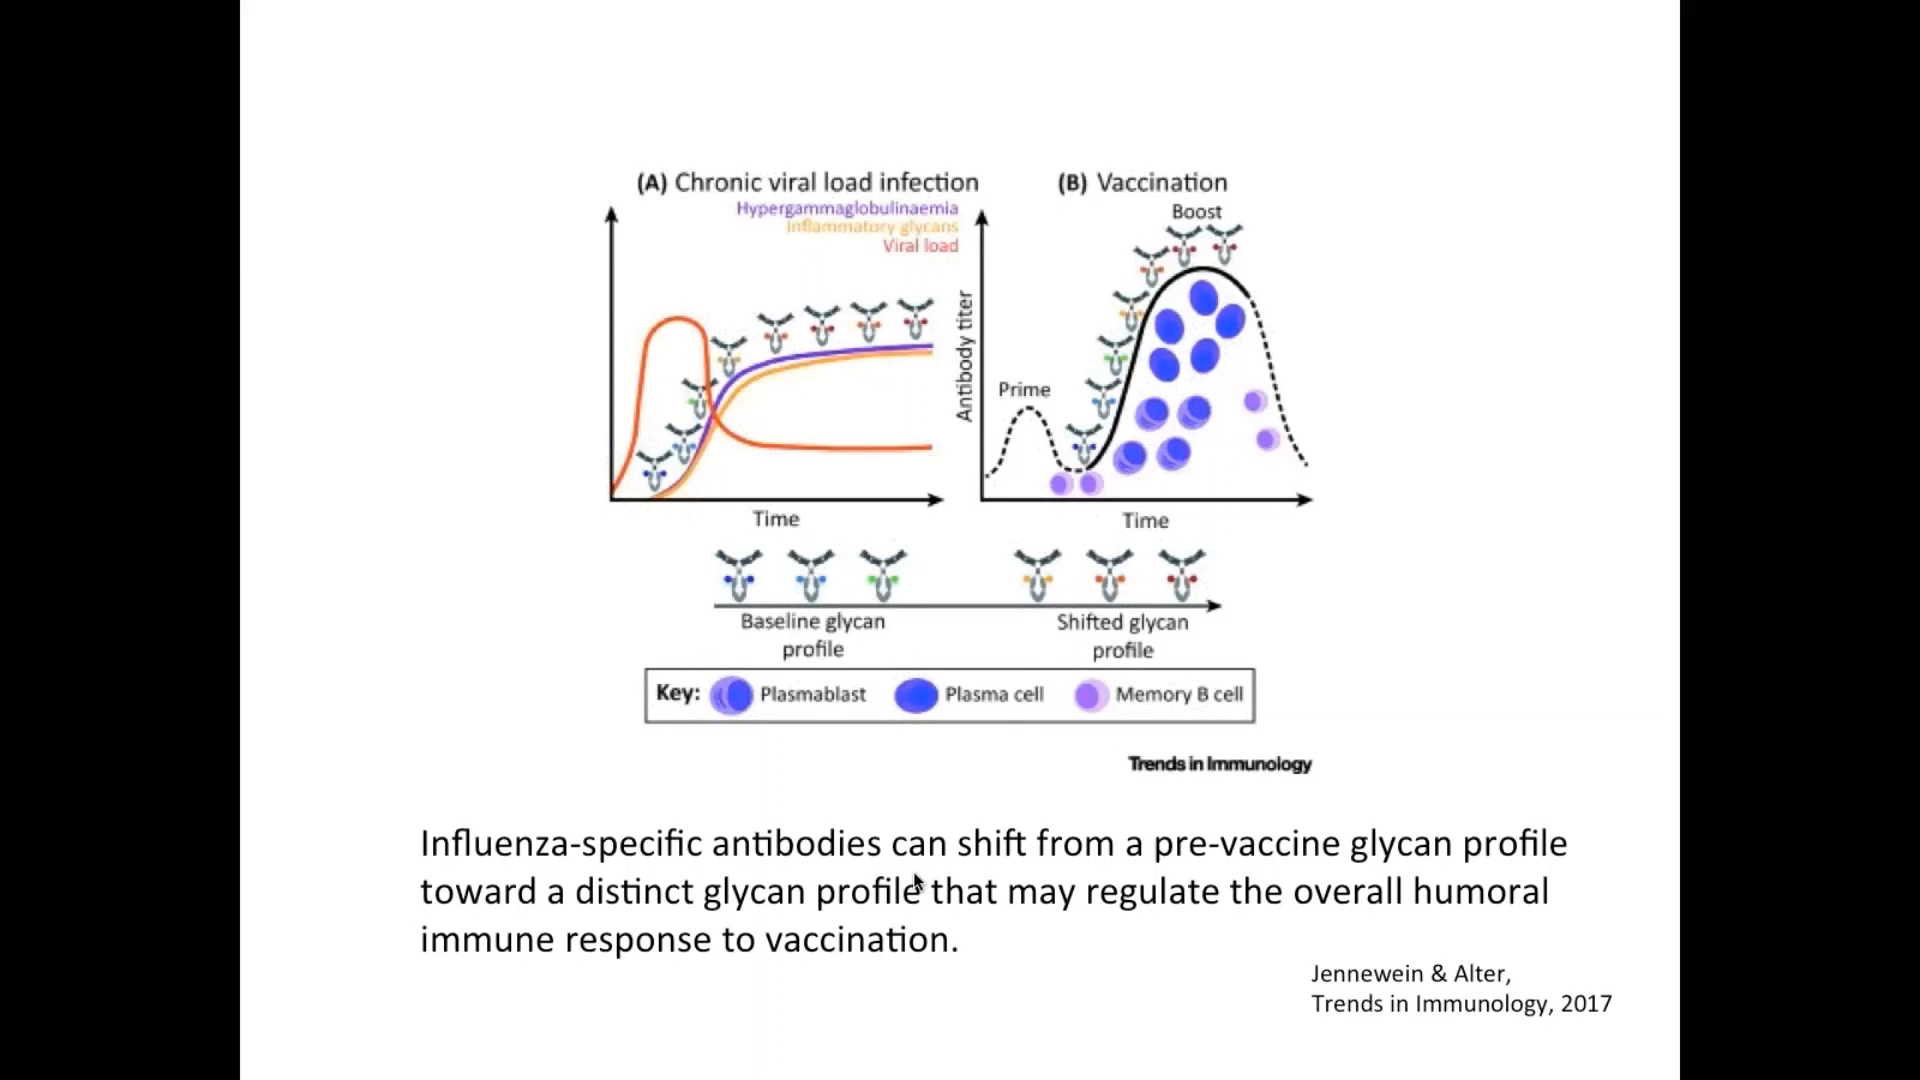 (A) Chronic viral load infection
Hypergammaglobulinaemia
Inflammatory glycans
Viral load
Time
(B) Vaccination
Boost
Antibody titer
Prime
Time
Baseline glycan
profile
Shifted glycan
profile
Key: Plasmablast Plasma cell Memory B cell
Trends in Immunology
Influenza-specific antibodies can shift from a pre-vaccine glycan profile
toward a distinct glycan profile that may regulate the overall humoral
immune response to vaccination.
Jennewein & Alter,
Trends in Immunology, 2017